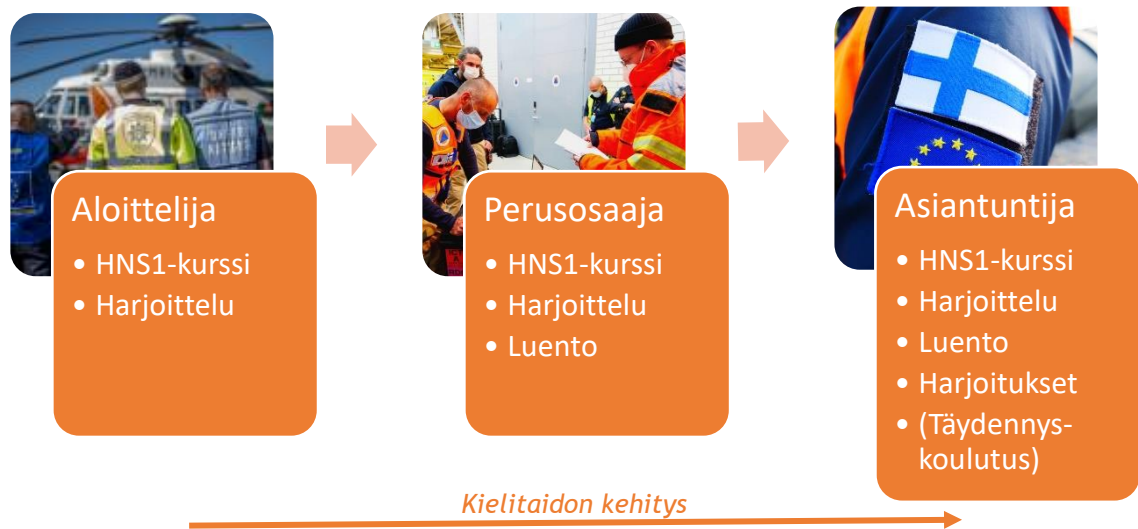 Aloittelija
• HNS1-kurssi
• Harjoittelu
Perusosaaja
• HNS1-kurssi
• Harjoittelu
• Luento
Asiantuntija
• HNS1-kurssi
• Harjoittelu
• Luento
• Harjoitukset
• (Täydennys-
koulutus)
Kielitaidon kehitys